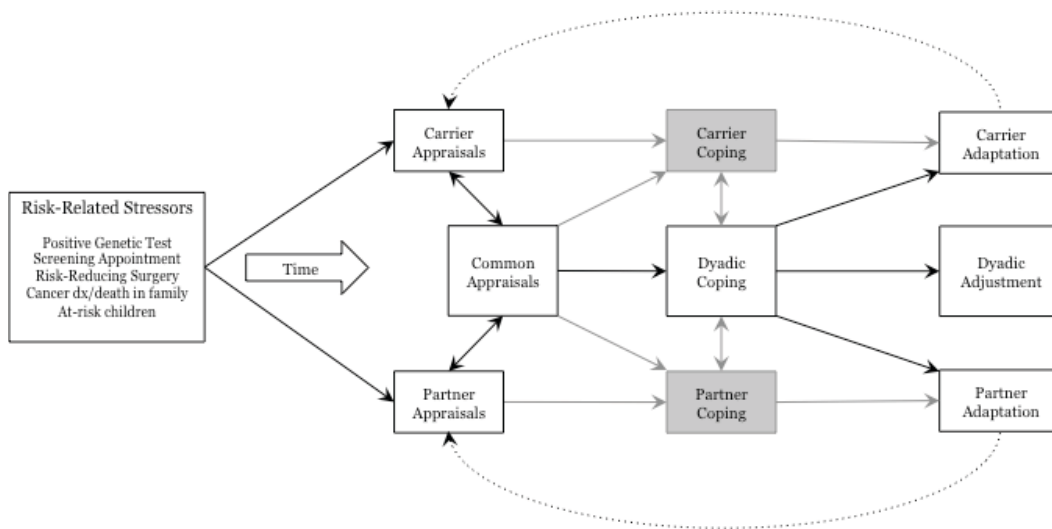 Risk-Related Stressors
Positive Genetic Test
Screening Appointment
Risk-Reducing Surgery
Cancer dx/death in family
At-risk children
Time
Carrier
Appraisals
Common
Appraisals
Partner
Appraisals
Carrier
Coping
Dyadic
Coping
Partner
Coping
Carrier
Adaptation
Dyadic
Adjustment
Partner
Adaptation